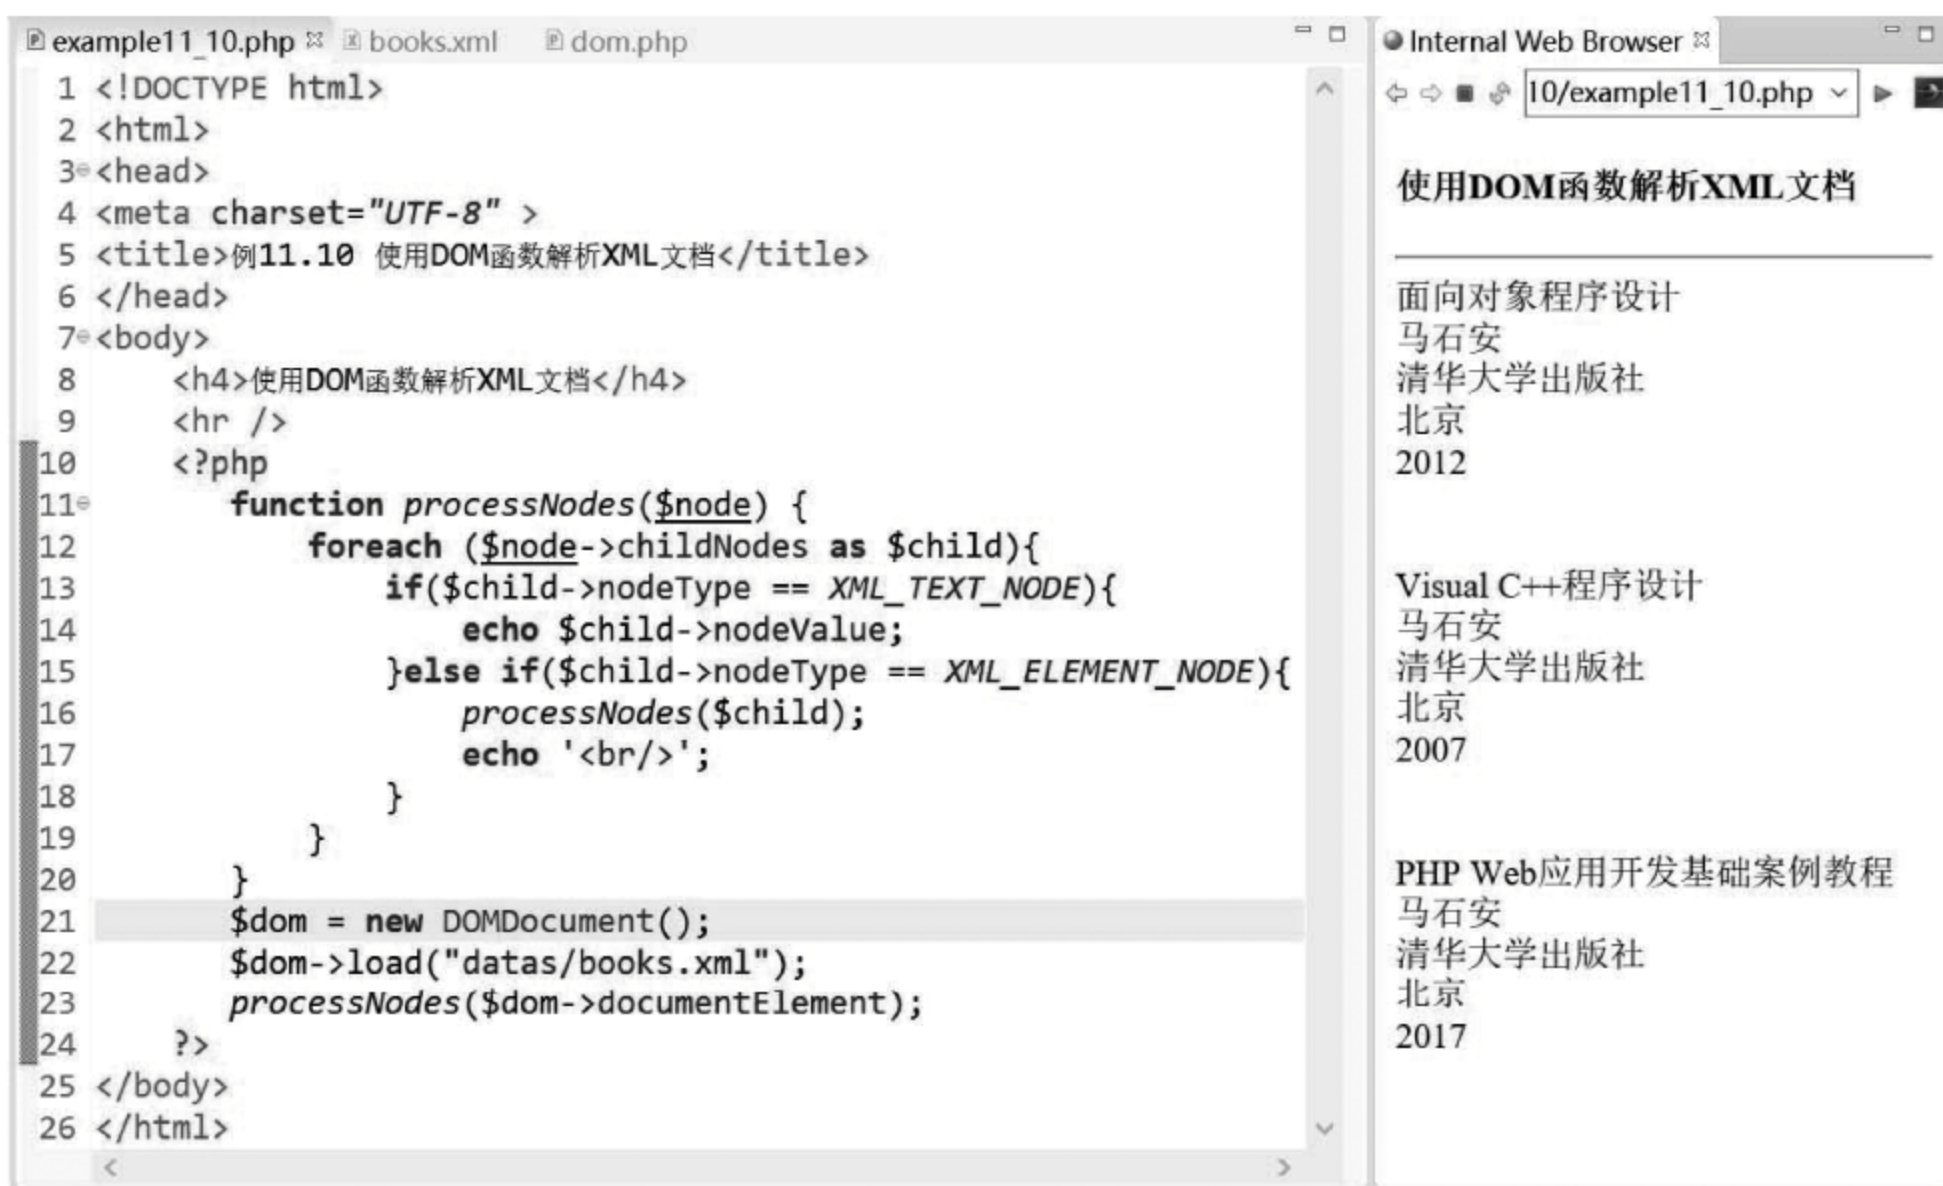 example11_10.php books.xml dom.php
1 <!DOCTYPE html>
2 <html>
3 <head>
4 <meta charset="UTF-8" >
5 <title>例11.10 使用DOM函数解析XML文档</title>
6 </head>
7 <body>
8 <h4>使用DOM函数解析XML文档</h4>
9 <hr />
10 <?php
11 function processNodes($node) {
12 foreach ($node->childNodes as $child){
13 if($child->nodeType == XML_TEXT_NODE){
14 echo $child->nodeValue;
15 }else if($child->nodeType == XML_ELEMENT_NODE){
16 processNodes($child);
17 echo '<br/>';
18 }
19 }
20 }
21 $dom = new DOMDocument();
22 $dom->load("datas/books.xml");
23 processNodes($dom->documentElement);
24 ?>
25 </body>
26 </html>
Internal Web Browser
10/example11_10.php
使用DOM函数解析XML文档
面向对象程序设计
马石安
清华大学出版社
北京
2012
Visual C++程序设计
马石安
清华大学出版社
北京
2007
PHP Web应用开发基础案例教程
马石安
清华大学出版社
北京
2017